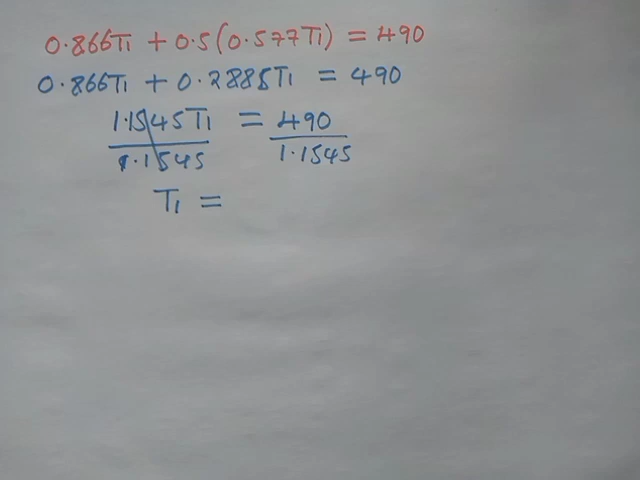 0.866T1 + 0.5(0.577T1) = 490
0.866T1 + 0.2885T1 = 490
1.1545T1 = 490
1.1545 1.1545
T1 =